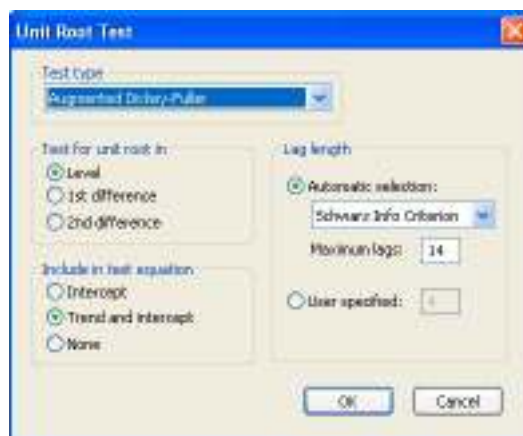 Unit Root Test
Test type
Augmented Dickey-Fuller
Test for unit root in
Level
1st difference
2nd difference
Include in test equation
Intercept
Trend and intercept
None
Lag length
Automatic selection:
Schwarz Info Criterion
Maximum lags: 14
User specified: 4
OK
Cancel